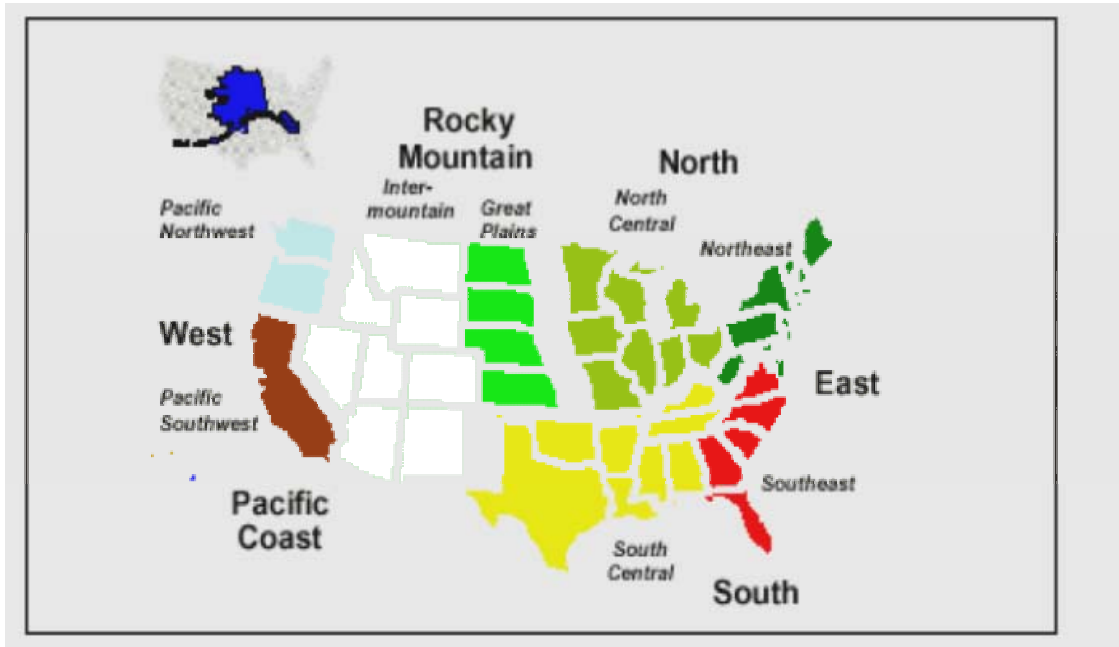 Rocky
Mountain
North
Inter-
mountain
Great
Plains
North
Central
Pacific
Northwest
Northeast
West
East
Pacific
Southwest
Southeast
Pacific
Coast
South
Central
South